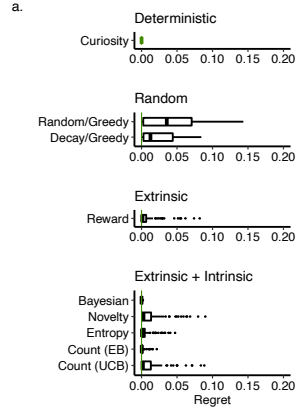 a.
Deterministic
Curiosity
0.00 0.05 0.10 0.15 0.20
Random
Random/Greedy
Decay/Greedy
0.00 0.05 0.10 0.15 0.20
Extrinsic
Reward
0.00 0.05 0.10 0.15 0.20
Extrinsic + Intrinsic
Bayesian
Novelty
Entropy
Count (EB)
Count (UCB)
0.00 0.05 0.10 0.15 0.20
Regret